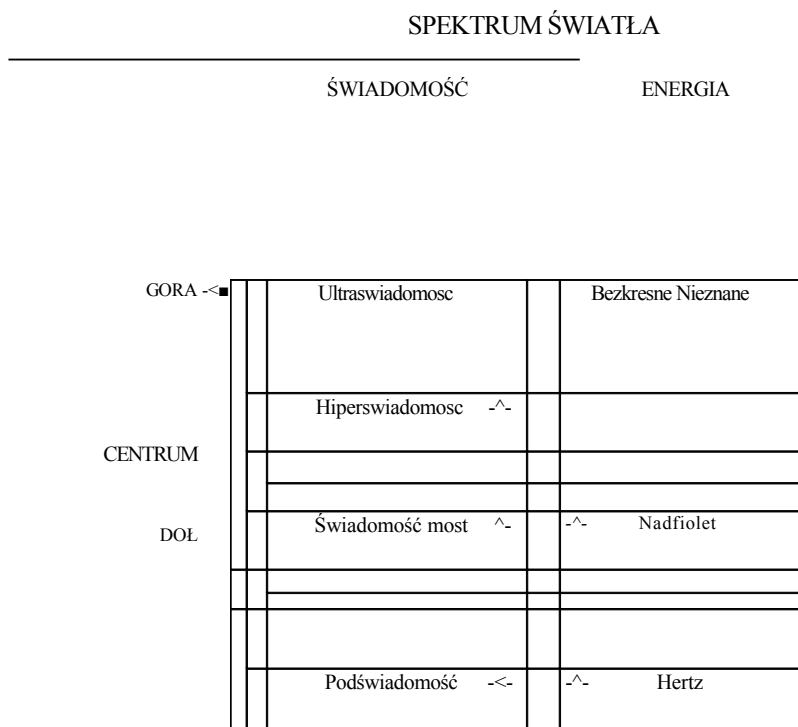 SPEKTRUM ŚWIATŁA
ŚWIADOMOŚĆ ENERGIA
GORA -<■ Ultraswiadomosc Bezkresne Nieznane
Hiperswiadomosc -^-
CENTRUM
DOŁ Świadomość most ^- -^- Nadfiolet
Podświadomość -<- -^- Hertz